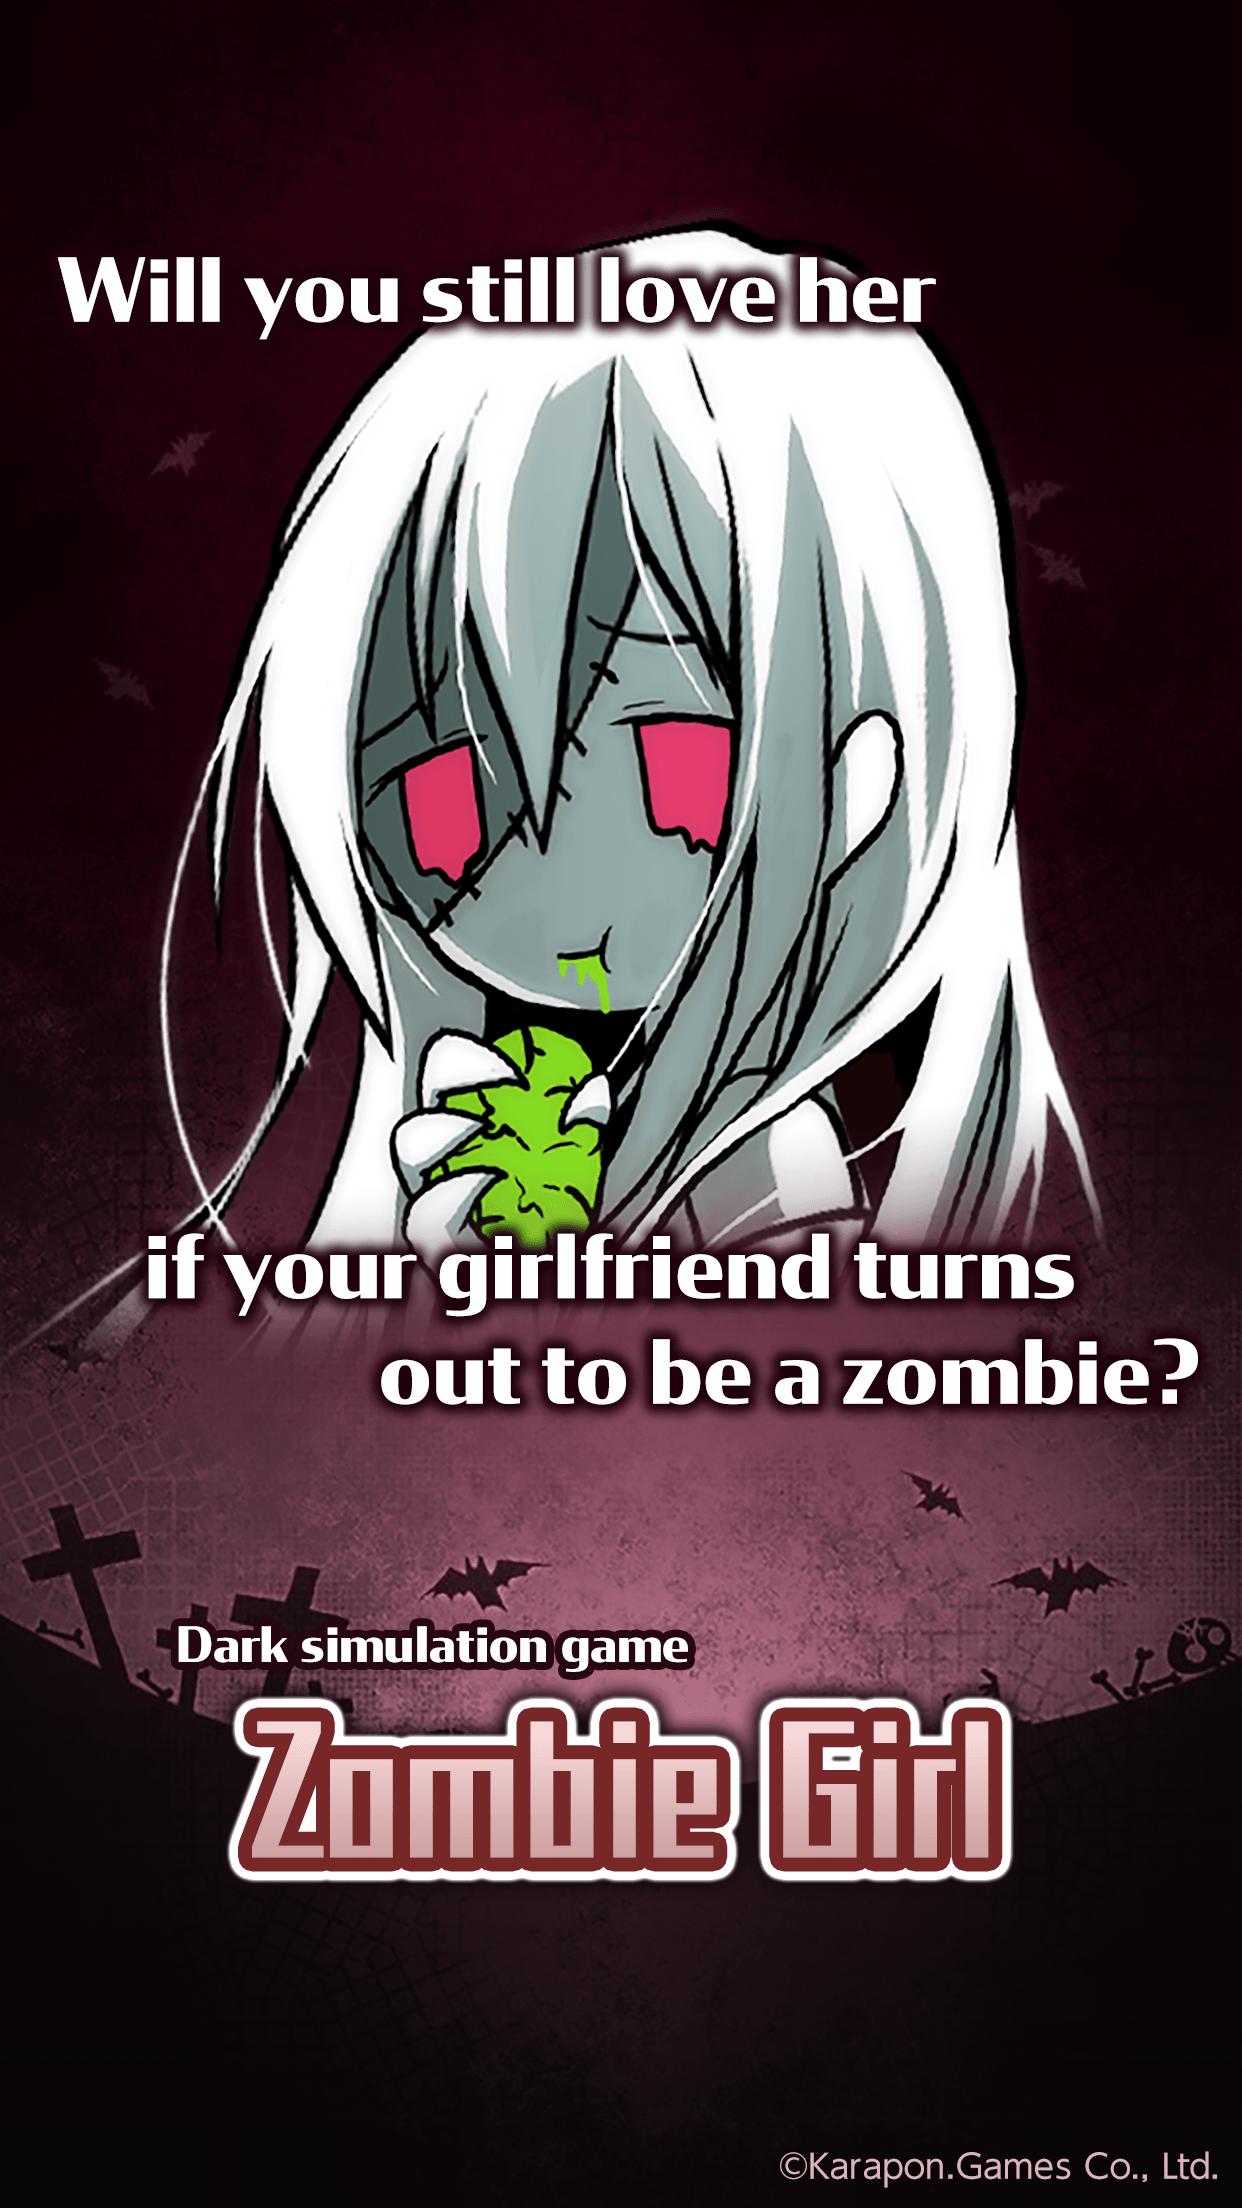 Will you still love her
if your girlfriend turns
out to be a zombie?
Dark simulation game
Zombie Girl
©Karapon.Games Co., Ltd.